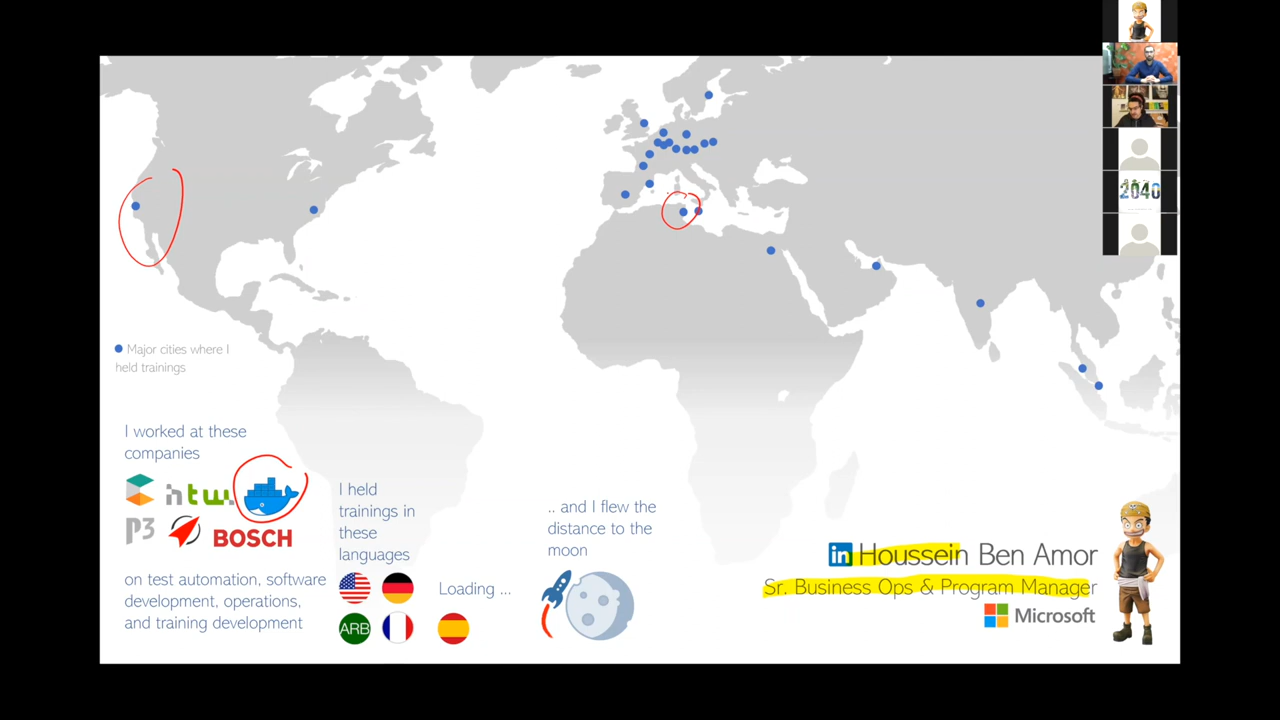 2040
Major cities where I
held trainings
I worked at these
companies
htw.
P3
BOSCH
on test automation, software
development, operations,
and training development
I held
trainings in
these
languages
ARB
Loading ...
.. and I flew the
distance to the
moon
in Houssein Ben Amor
Sr. Business Ops & Program Manager
Microsoft